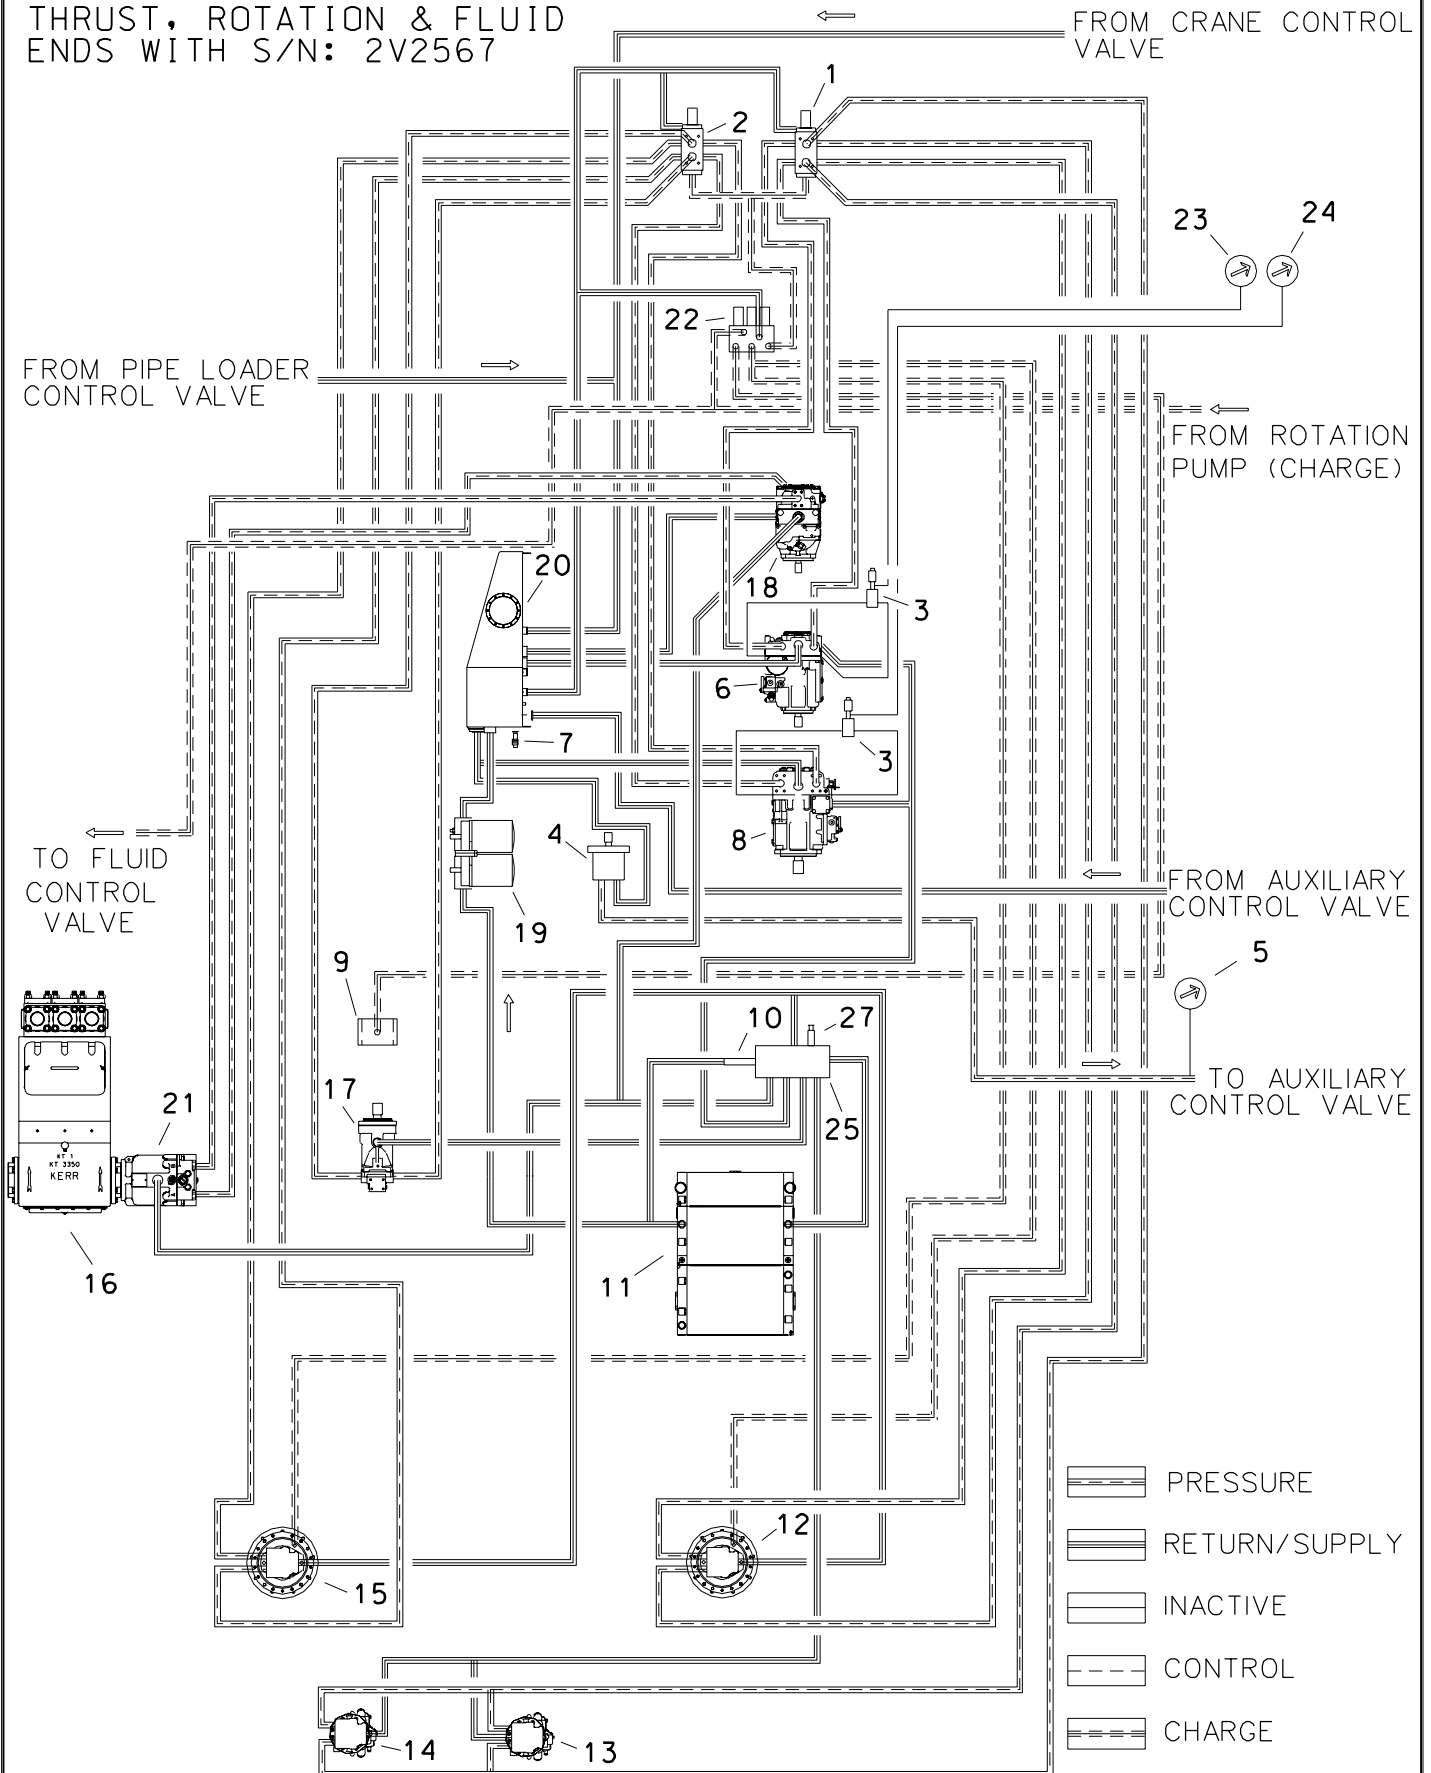 THRUST, ROTATION & FLUID
ENDS WITH S/N: 2V2567
FROM CRANE CONTROL
VALVE
1
2
23
24
22
FROM PIPE LOADER
CONTROL VALVE
FROM ROTATION
PUMP (CHARGE)
20
18
3
6
7
3
4
8
TO FLUID
CONTROL
VALVE
FROM AUXILIARY
CONTROL VALVE
19
9
5
10
27
TO AUXILIARY
CONTROL VALVE
17
21
25
KT 1
KT 3350
KERR
16
11
PRESSURE
12
RETURN/SUPPLY
15
INACTIVE
CONTROL
CHARGE
14
13